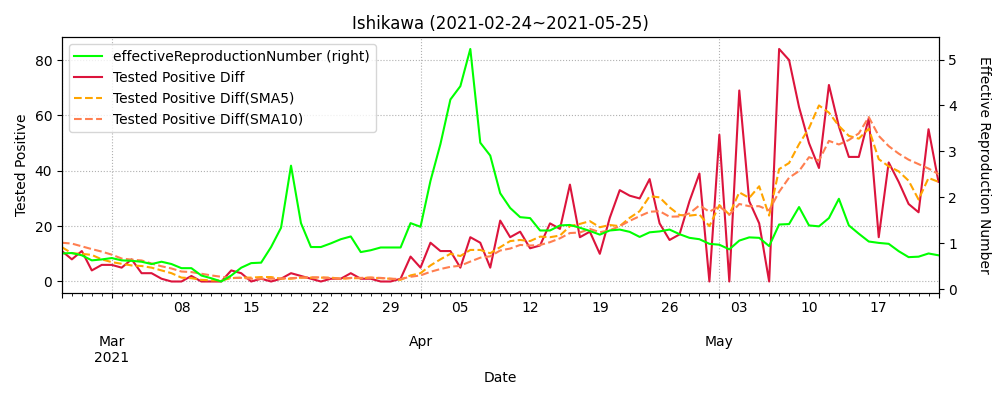 Ishikawa (2021-02-24~2021-05-25)
effectiveReproductionNumber (right)
Tested Positive Diff
Tested Positive Diff(SMA5)
Tested Positive Diff(SMA10)
Tested Positive
80
60
40
20
0
Effective Reproduction Number
5
4
3
2
1
0
08 15 22 29 05 12 19 26 03 10 17
Mar Apr May
2021
Date